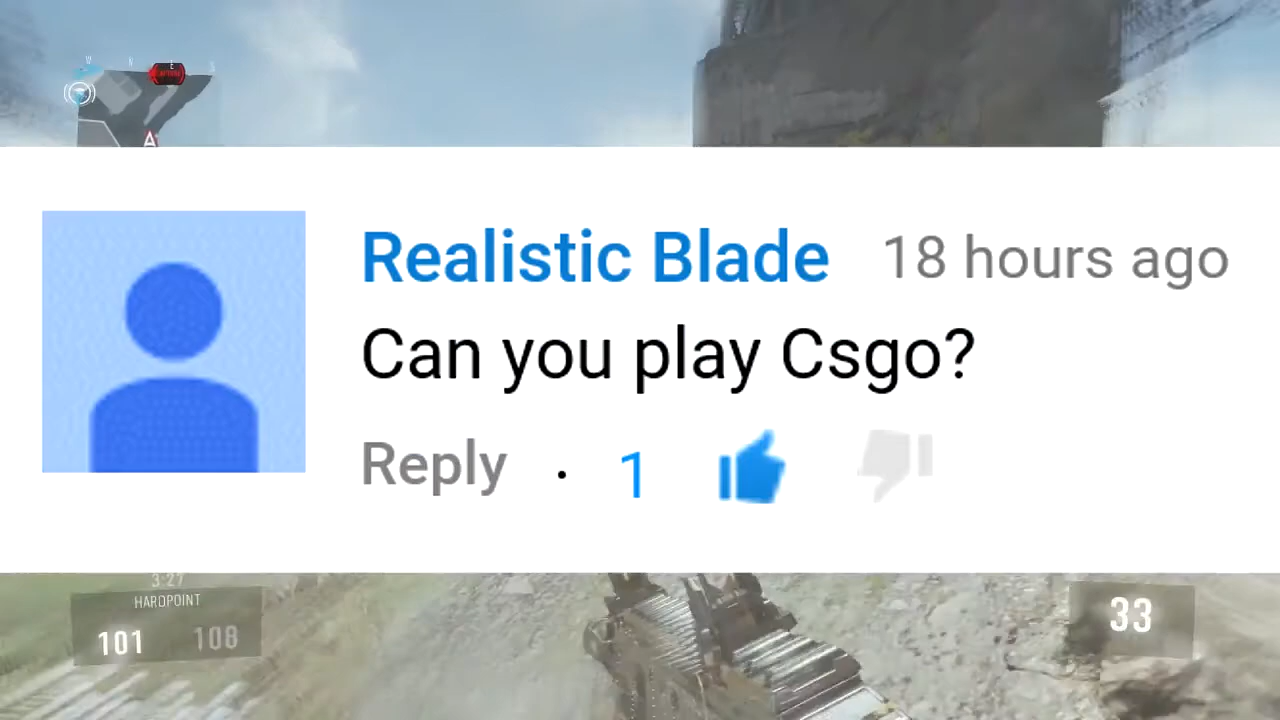 W N E S
A
Realistic Blade 18 hours ago
Can you play Csgo?
Reply · 1
3:27
HARDPOINT
101 108
33